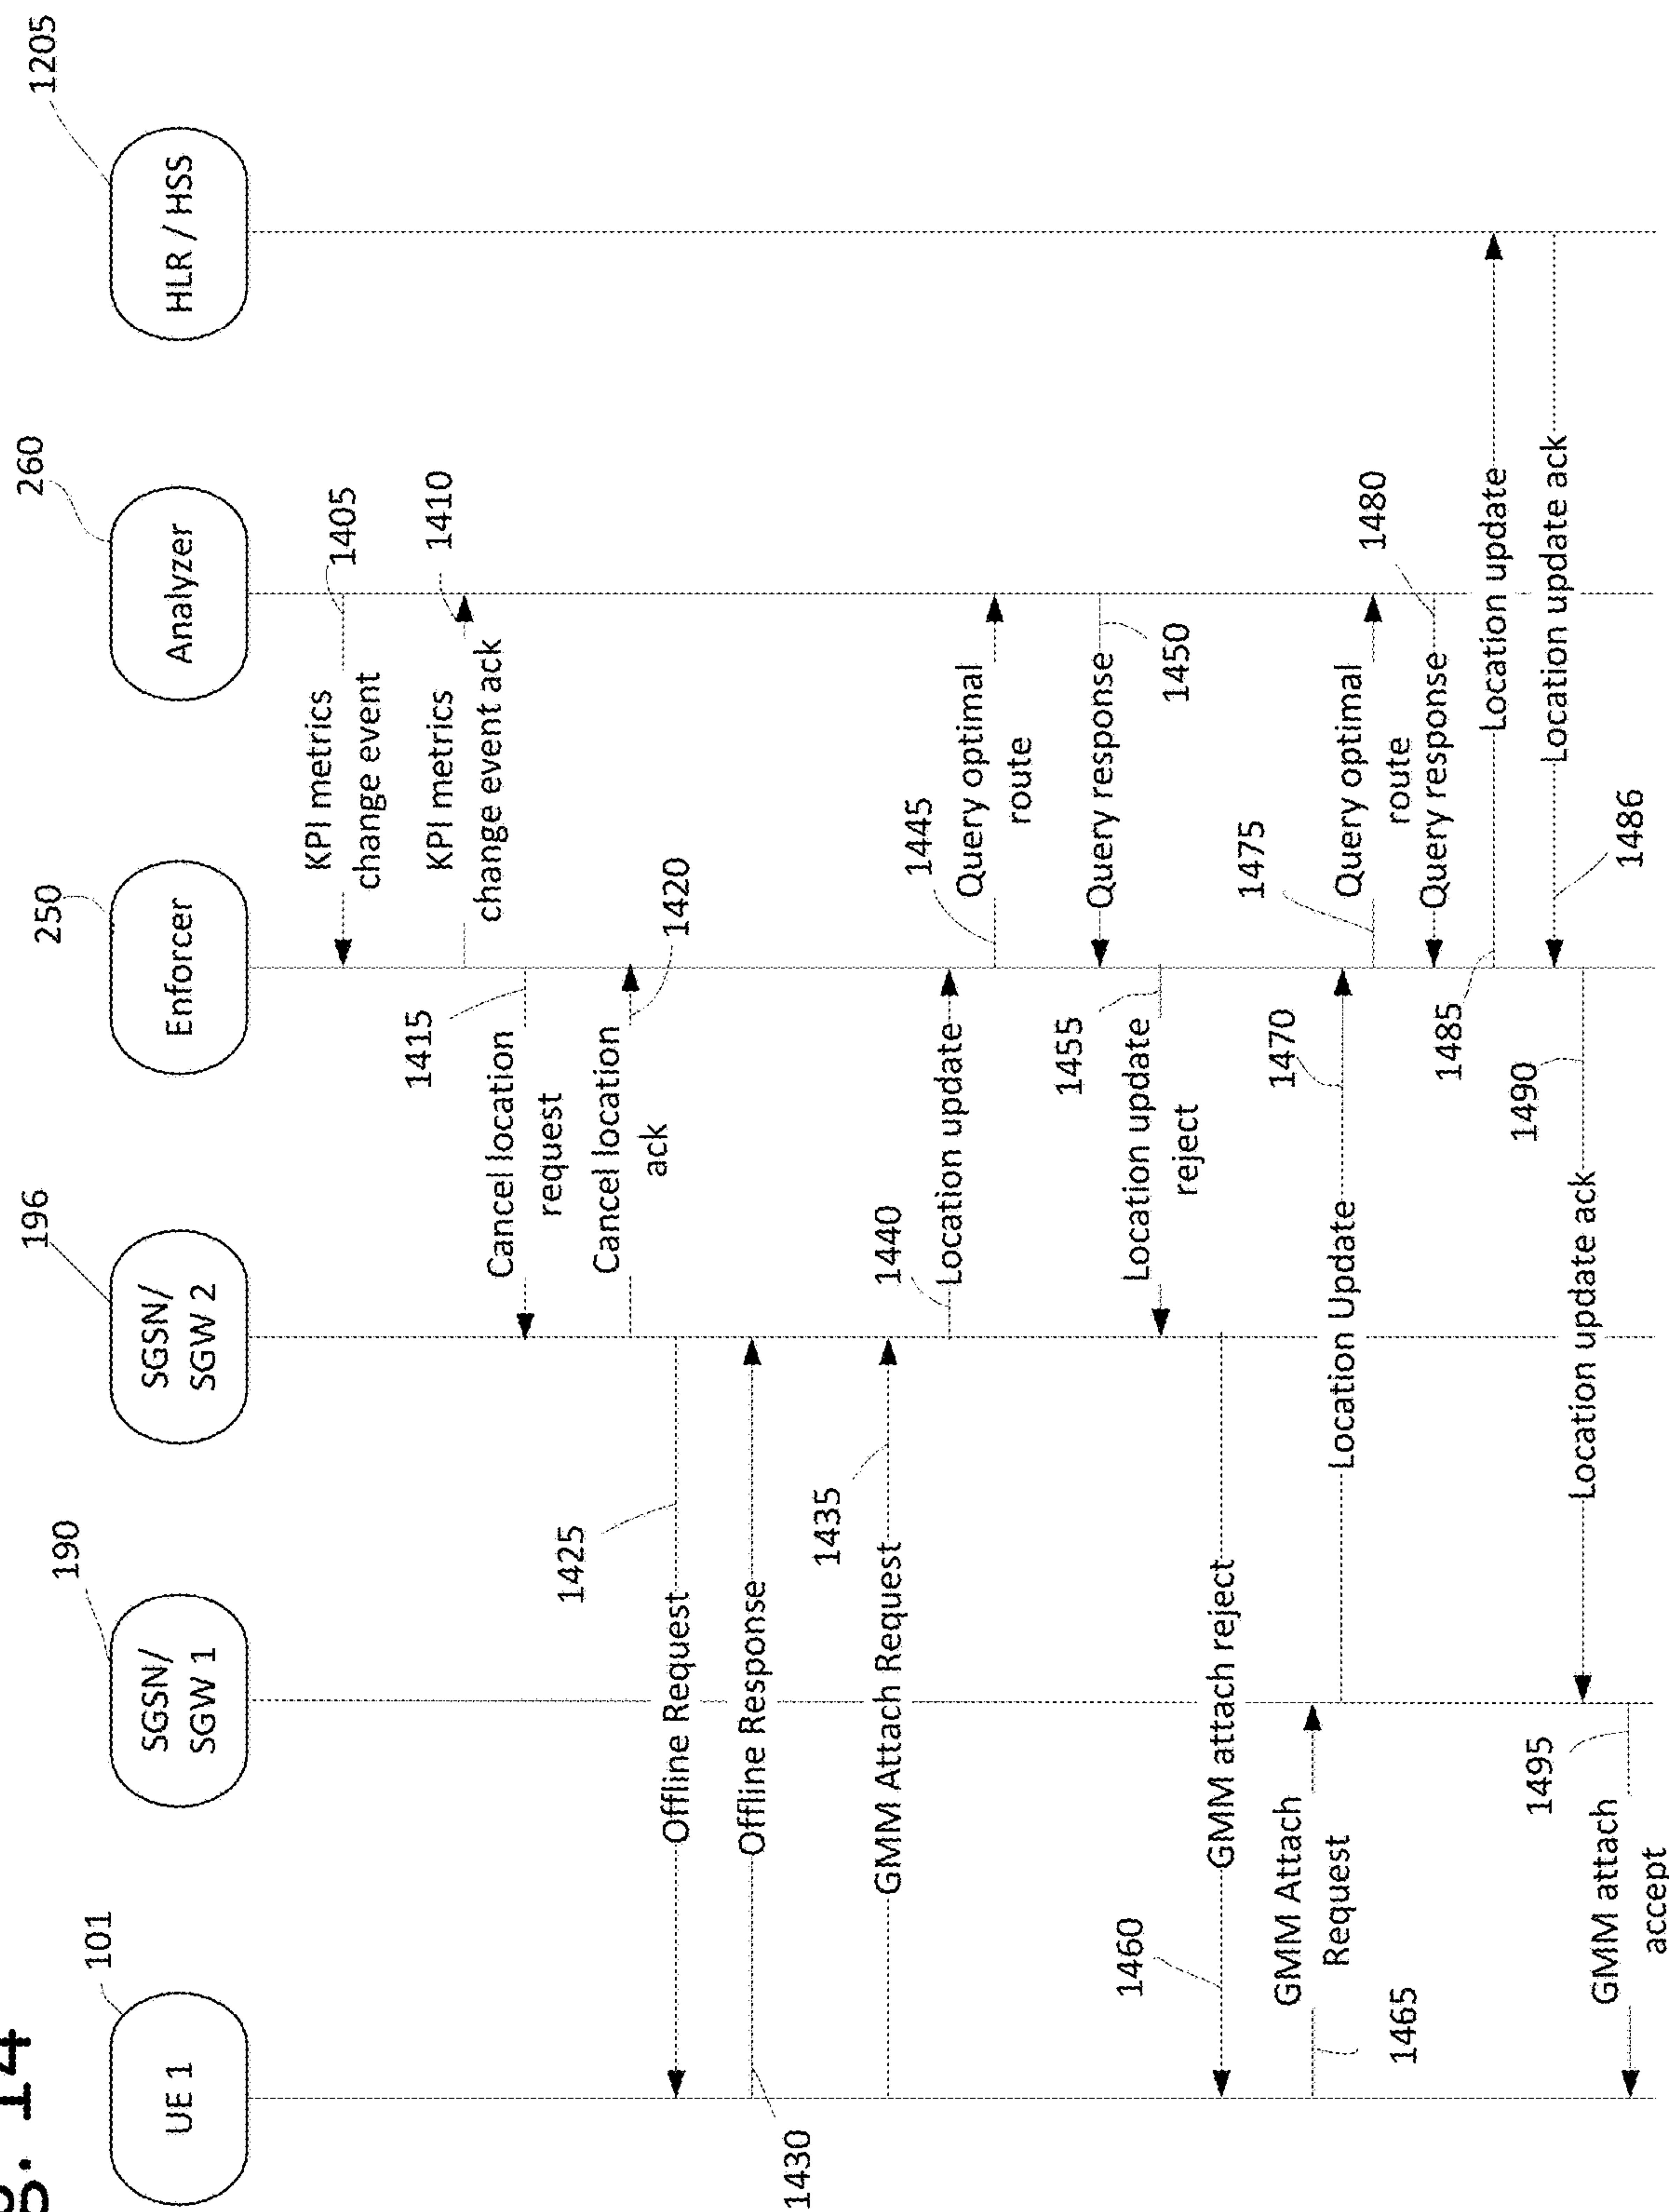 g. 14
101
190
196
250
260
1205
UE 1
SGSN/
SGW 1
SGSN/
SGW 2
Enforcer
Analyzer
HLR / HSS
KPI metrics
change event
1405
KPI metrics
change event ack
1410
1415
Cancel location
request
Cancel location
ack
1420
1425
Offline Request
Offline Response
1430
1435
GMM Attach Request
1440
Location update
1445
Query optimal
route
Query response
1450
1455
Location update
reject
GMM attach reject
1460
GMM Attach
Request
1465
1470
Location Update
1475
Query optimal
route
1480
Query response
1485
Location update
Location update ack
1486
1490
Location update ack
1495
GMM attach
accept